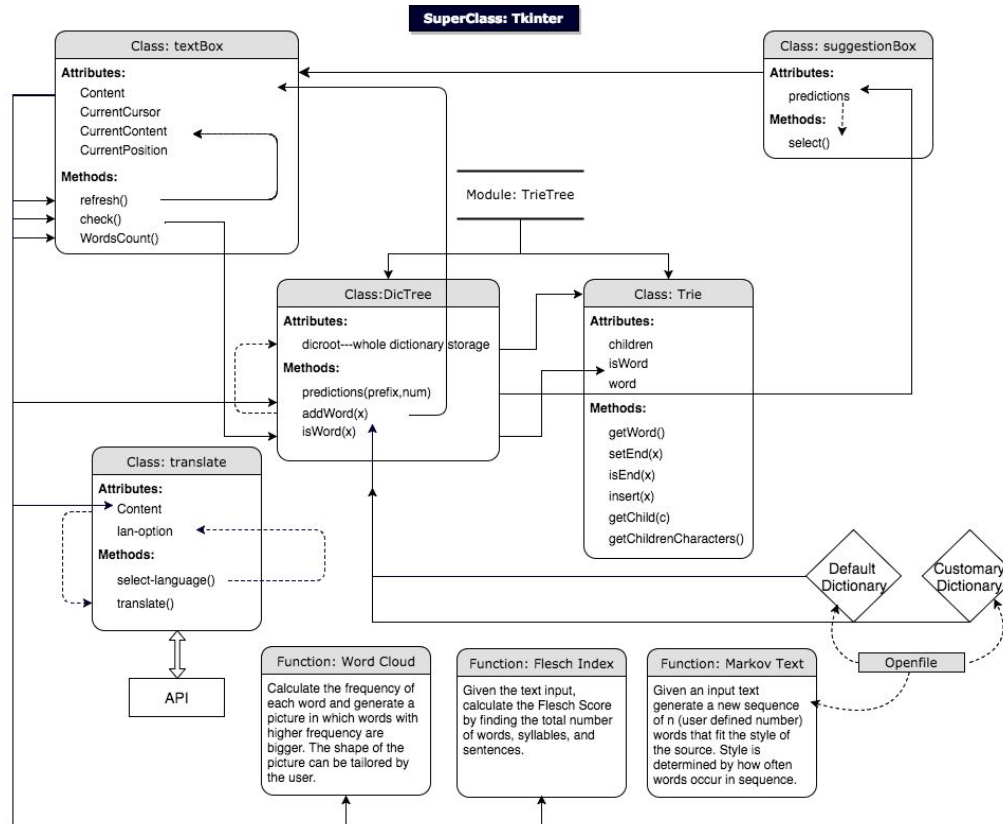 SuperClass: Tkinter
Class: textBox
Attributes:
Content
CurrentCursor
CurrentContent
CurrentPosition
Methods:
refresh()
check()
WordsCount()
Class: suggestionBox
Attributes:
predictions
Methods:
select()
Module: TrieTree
Class:DicTree
Attributes:
dicroot---whole dictionary storage
Methods:
predictions(prefix,num)
addWord(x)
isWord(x)
Class: Trie
Attributes:
children
isWord
word
Methods:
getWord()
setEnd(x)
isEnd(x)
insert(x)
getChild(c)
getChildrenCharacters()
Class: translate
Attributes:
Content
lan-option
Methods:
select-language()
translate()
API
Default
Dictionary
Customary
Dictionary
Openfile
Function: Word Cloud
Calculate the frequency of
each word and generate a
picture in which words with
higher frequency are
bigger. The shape of the
picture can be tailored by
the user.
Function: Flesch Index
Given the text input,
calculate the Flesch Score
by finding the total number
of words, syllables, and
sentences.
Function: Markov Text
Given an input text
generate a new sequence
of n (user defined number)
words that fit the style of
the source. Style is
determined by how often
words occur in sequence.